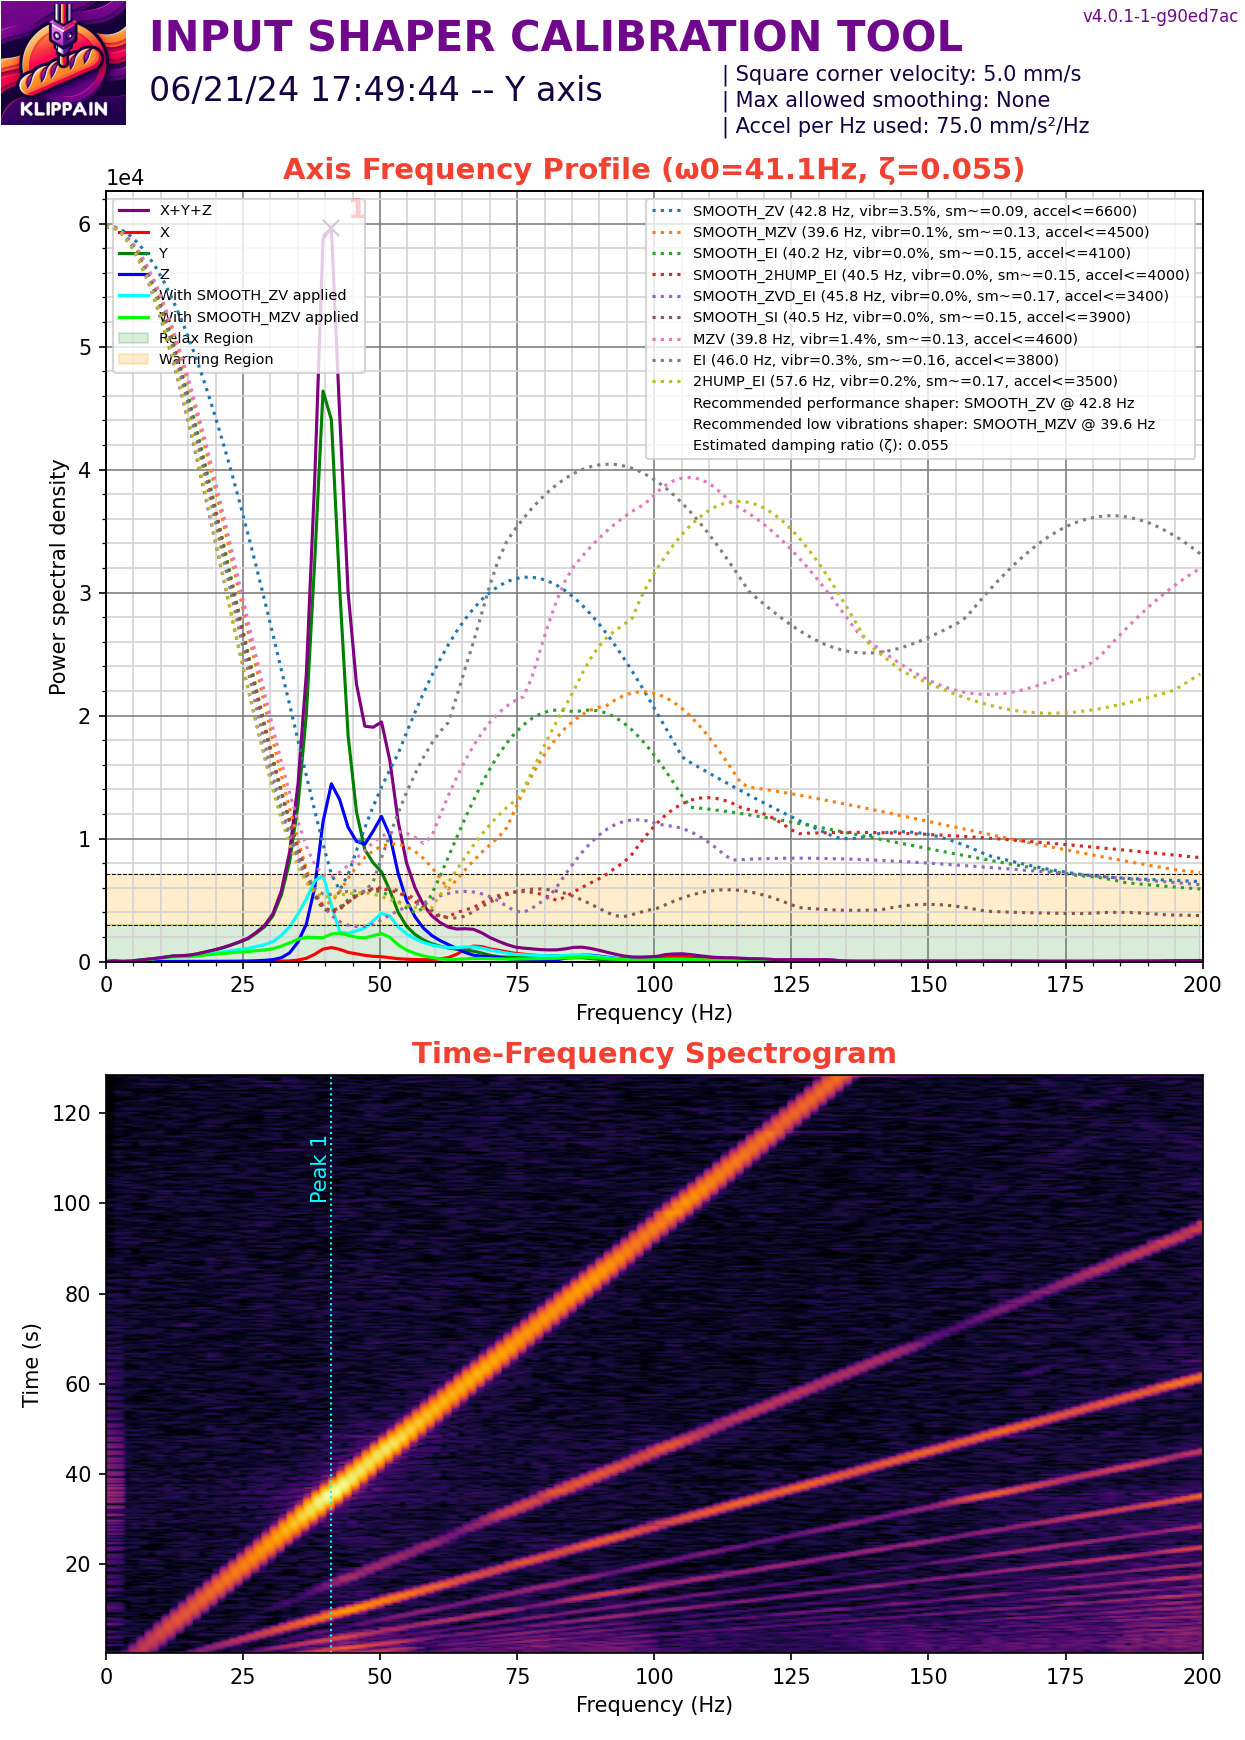 v4.0.1-1-g90ed7ac
INPUT SHAPER CALIBRATION TOOL
KLIPPAIN
06/21/24 17:49:44 -- Y axis
| Square corner velocity: 5.0 mm/s
| Max allowed smoothing: None
| Accel per Hz used: 75.0 mm/s²/Hz
Axis Frequency Profile (ω0=41.1Hz, ζ=0.055)
1e4
1
X+Y+Z
X
Y
Z
With SMOOTH_ZV applied
With SMOOTH_MZV applied
Relax Region
Warning Region
SMOOTH_ZV (42.8 Hz, vibr=3.5%, sm~=0.09, accel<=6600)
SMOOTH_MZV (39.6 Hz, vibr=0.1%, sm~=0.13, accel<=4500)
SMOOTH_EI (40.2 Hz, vibr=0.0%, sm~=0.15, accel<=4100)
SMOOTH_2HUMP_EI (40.5 Hz, vibr=0.0%, sm~=0.15, accel<=4000)
SMOOTH_ZVD_EI (45.8 Hz, vibr=0.0%, sm~=0.17, accel<=3400)
SMOOTH_SI (40.5 Hz, vibr=0.0%, sm~=0.15, accel<=3900)
MZV (39.8 Hz, vibr=1.4%, sm~=0.13, accel<=4600)
EI (46.0 Hz, vibr=0.3%, sm~=0.16, accel<=3800)
2HUMP_EI (57.6 Hz, vibr=0.2%, sm~=0.17, accel<=3500)
Recommended performance shaper: SMOOTH_ZV @ 42.8 Hz
Recommended low vibrations shaper: SMOOTH_MZV @ 39.6 Hz
Estimated damping ratio (ζ): 0.055
Power spectral density
6
5
4
3
2
1
0
0 25 50 75 100 125 150 175 200
Frequency (Hz)
Time-Frequency Spectrogram
Peak 1
Time (s)
120
100
80
60
40
20
0 25 50 75 100 125 150 175 200
Frequency (Hz)